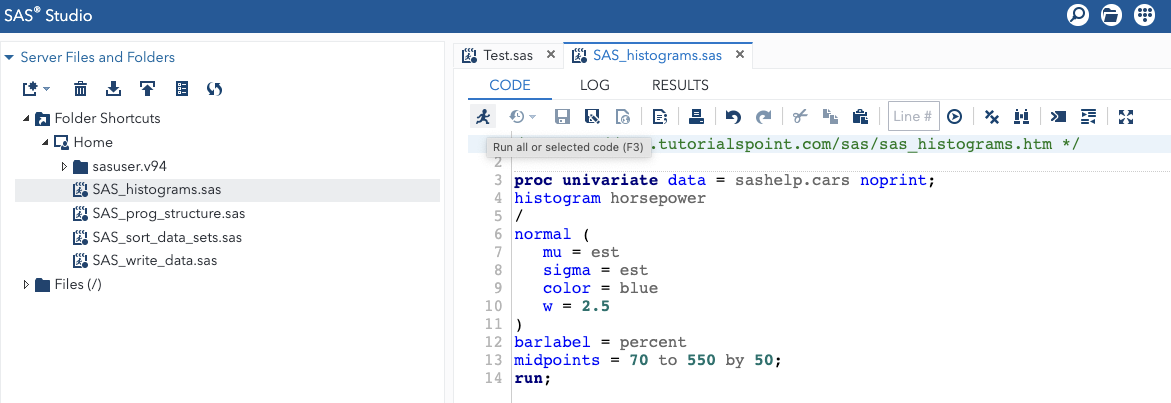 SAS® Studio
Server Files and Folders
Folder Shortcuts
Home
sasuser.v94
SAS_histograms.sas
SAS_prog_structure.sas
SAS_sort_data_sets.sas
SAS_write_data.sas
Files (/)
Test.sas
SAS_histograms.sas
CODE LOG RESULTS
Line #
Run all or selected code (F3)
.tutorialspoint.com/sas/sas_histograms.htm */
2
3 proc univariate data = sashelp.cars noprint;
4 histogram horsepower
5 /
6 normal (
7 mu = est
8 sigma = est
9 color = blue
10 w = 2.5
11 )
12 barlabel = percent
13 midpoints = 70 to 550 by 50;
14 run;